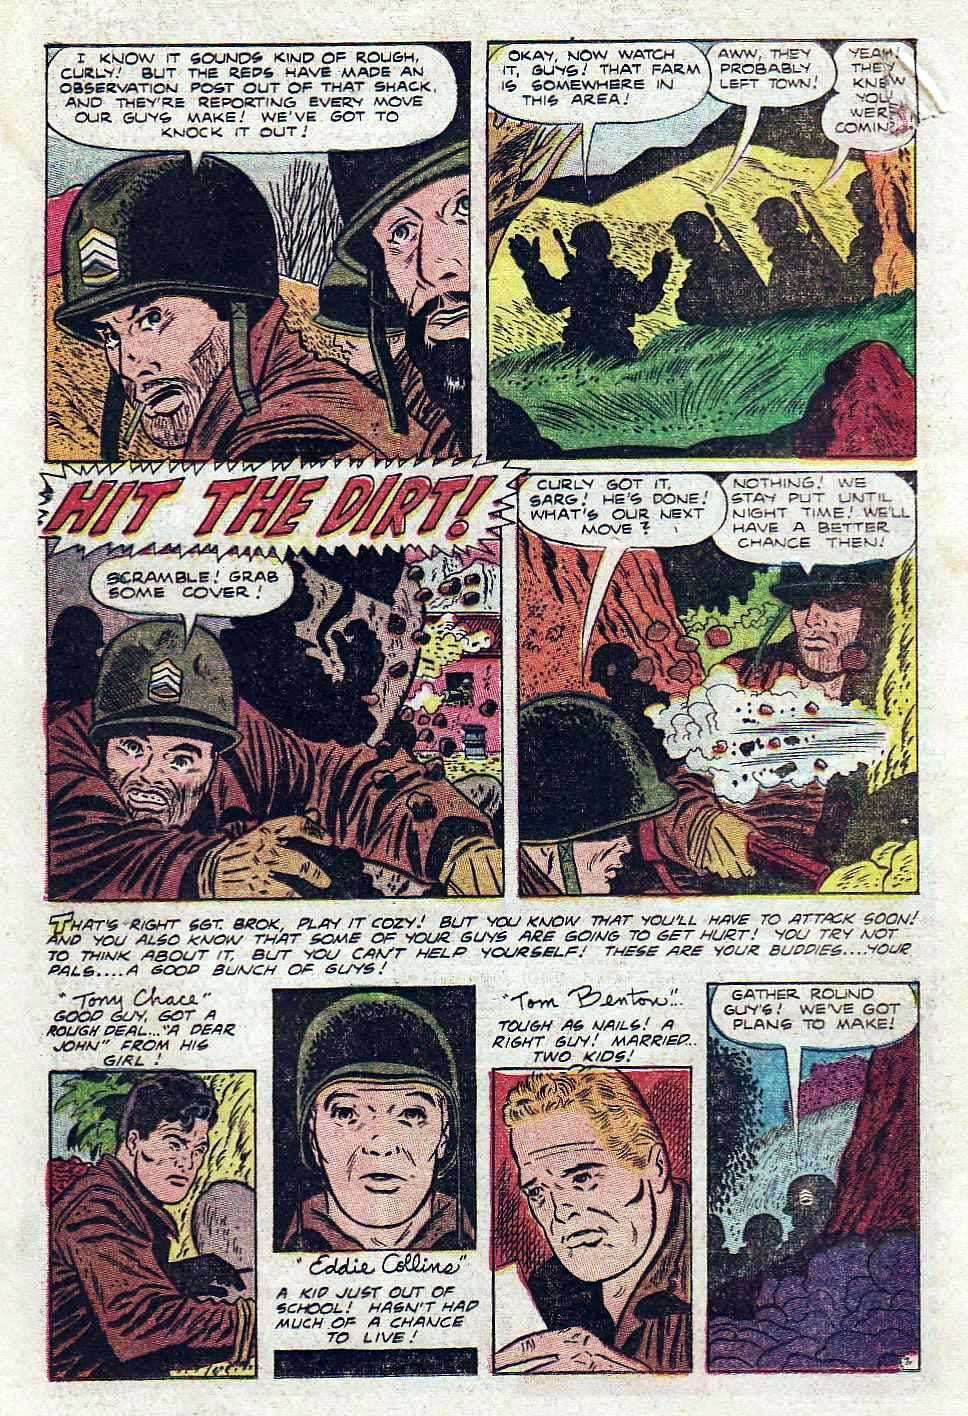 I KNOW IT SOUNDS KIND OF ROUGH,
CURLY! BUT THE REDS HAVE MADE AN
OBSERVATION POST OUT OF THAT SHACK,
AND THEY'RE REPORTING EVERY MOVE
OUR GUYS MAKE! WE'VE GOT TO
KNOCK IT OUT!
OKAY, NOW WATCH
IT, GUYS! THAT FARM
IS SOMEWHERE IN
THIS AREA!
AWW, THEY
PROBABLY
LEFT TOWN!
YEAH!
THEY
KNEW
YOU
WERE
COMIN'!
HIT THE DIRT!
SCRAMBLE! GRAB
SOME COVER!
CURLY GOT IT,
SARG! HE'S DONE!
WHAT'S OUR NEXT
MOVE?
NOTHING! WE
STAY PUT UNTIL
NIGHT TIME! WE'LL
HAVE A BETTER
CHANCE THEN!
THAT'S RIGHT SGT. BROK, PLAY IT COZY! BUT YOU KNOW THAT YOU'LL HAVE TO ATTACK SOON!
AND YOU ALSO KNOW THAT SOME OF YOUR GUYS ARE GOING TO GET HURT! YOU TRY NOT
TO THINK ABOUT IT, BUT YOU CAN'T HELP YOURSELF! THESE ARE YOUR BUDDIES....YOUR
PALS....A GOOD BUNCH OF GUYS!
"Tony Chace"
GOOD GUY, GOT A
ROUGH DEAL..."A DEAR
JOHN" FROM HIS
GIRL!
"Eddie Collins"
A KID JUST OUT OF
SCHOOL! HASN'T HAD
MUCH OF A CHANCE
TO LIVE!
"Tom Benton"..
TOUGH AS NAILS! A
RIGHT GUY! MARRIED..
TWO KIDS!
GATHER ROUND
GUY'S! WE'VE GOT
PLANS TO MAKE!
3